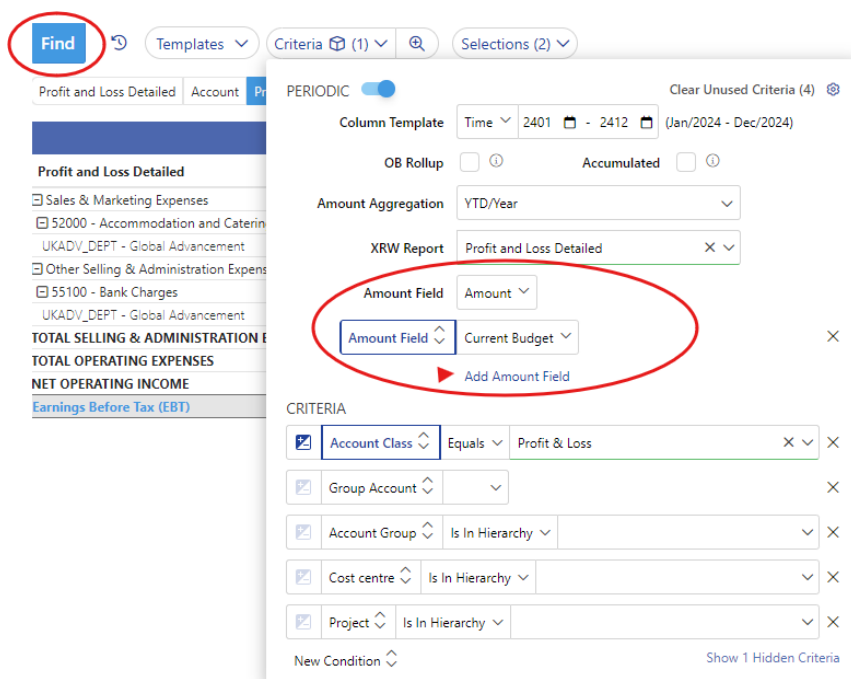 Find Templates Criteria (1) Selections (2)
Profit and Loss Detailed Account Pr
Profit and Loss Detailed
Sales & Marketing Expenses
52000 - Accommodation and Caterin
UKADV_DEPT - Global Advancement
Other Selling & Administration Expens
55100 - Bank Charges
UKADV_DEPT - Global Advancement
TOTAL SELLING & ADMINISTRATION E
TOTAL OPERATING EXPENSES
NET OPERATING INCOME
Earnings Before Tax (EBT)
PERIODIC Clear Unused Criteria (4)
Column Template Time 2401 - 2412 (Jan/2024 - Dec/2024)
OB Rollup Accumulated
Amount Aggregation YTD/Year
XRW Report Profit and Loss Detailed
Amount Field Amount
Amount Field Current Budget
Add Amount Field
CRITERIA
Account Class Equals Profit & Loss
Group Account
Account Group Is In Hierarchy
Cost centre Is In Hierarchy
Project Is In Hierarchy
New Condition Show 1 Hidden Criteria